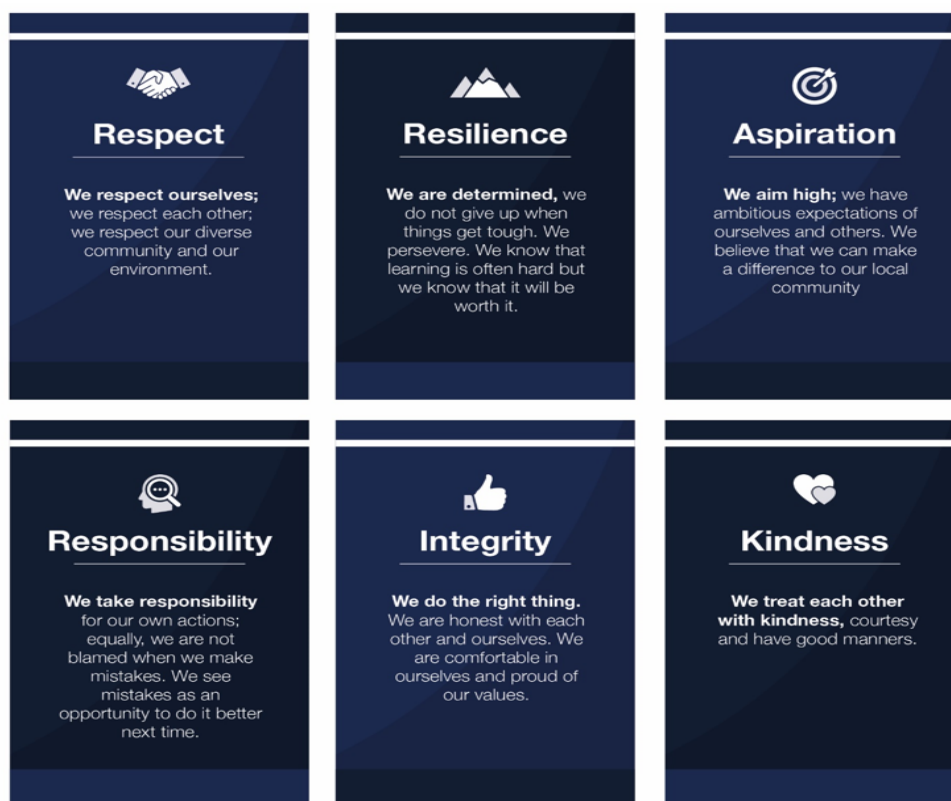 Respect
We respect ourselves;
we respect each other;
we respect our diverse
community and our
environment.
Resilience
We are determined, we
do not give up when
things get tough. We
persevere. We know that
learning is often hard but
we know that it will be
worth it.
Aspiration
We aim high; we have
ambitious expectations of
ourselves and others. We
believe that we can make
a difference to our local
community
Responsibility
We take responsibility
for our own actions;
equally, we are not
blamed when we make
mistakes. We see
mistakes as an
opportunity to do it better
next time.
Integrity
We do the right thing.
We are honest with each
other and ourselves. We
are comfortable in
ourselves and proud of
our values.
Kindness
We treat each other
with kindness, courtesy
and have good manners.